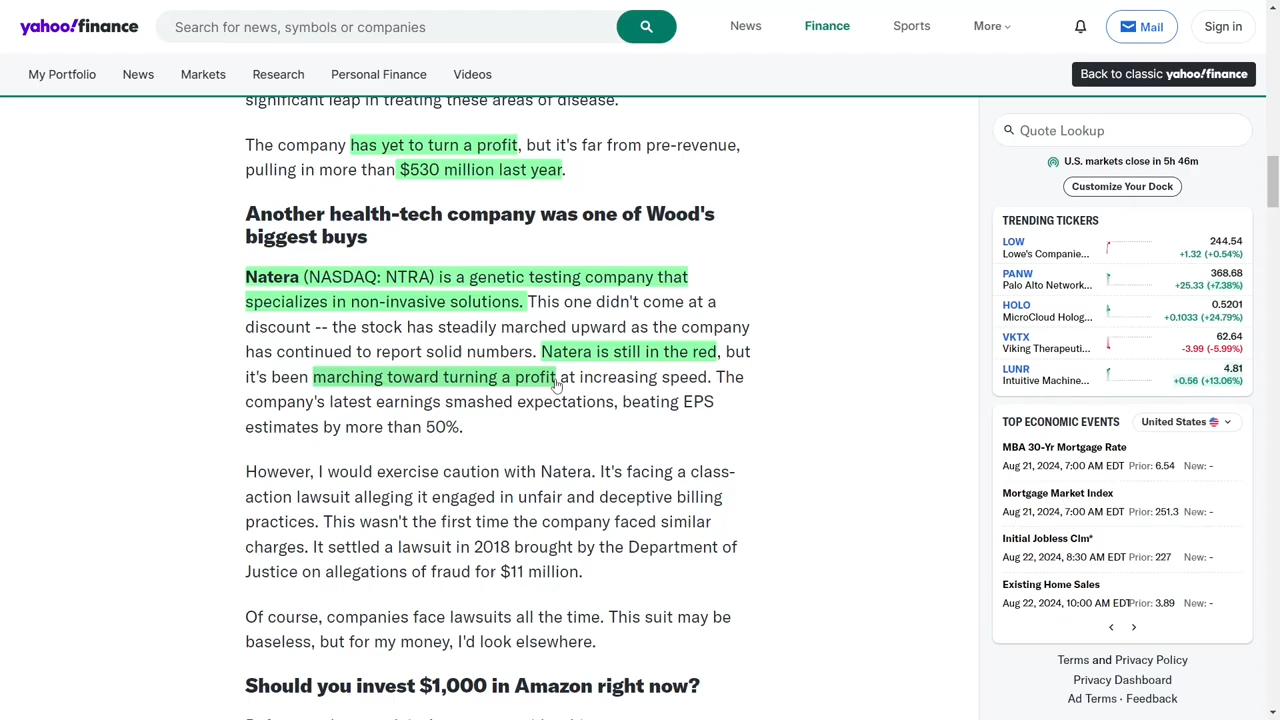 yahoo!finance
Search for news, symbols or companies
News
Finance
Sports
More
Mail
Sign in
My Portfolio
News
Markets
Research
Personal Finance
Videos
Back to classic yahoo!finance
significant leap in treating these areas of disease.
The company has yet to turn a profit, but it's far from pre-revenue,
pulling in more than $530 million last year.
Another health-tech company was one of Wood's
biggest buys
Natera (NASDAQ: NTRA) is a genetic testing company that
specializes in non-invasive solutions. This one didn't come at a
discount -- the stock has steadily marched upward as the company
has continued to report solid numbers. Natera is still in the red, but
it's been marching toward turning a profit at increasing speed. The
company's latest earnings smashed expectations, beating EPS
estimates by more than 50%.
However, I would exercise caution with Natera. It's facing a class-
action lawsuit alleging it engaged in unfair and deceptive billing
practices. This wasn't the first time the company faced similar
charges. It settled a lawsuit in 2018 brought by the Department of
Justice on allegations of fraud for $11 million.
Of course, companies face lawsuits all the time. This suit may be
baseless, but for my money, I'd look elsewhere.
Should you invest $1,000 in Amazon right now?
Quote Lookup
U.S. markets close in 5h 46m
Customize Your Dock
TRENDING TICKERS
LOW 244.54
Lowe's Companie... +1.32 (+0.54%)
PANW 368.68
Palo Alto Network... +25.33 (+7.38%)
HOLO 0.5201
MicroCloud Holog... +0.1033 (+24.79%)
VKTX 62.64
Viking Therapeuti... -3.99 (-5.99%)
LUNR 4.81
Intuitive Machine... +0.56 (+13.06%)
TOP ECONOMIC EVENTS
United States
MBA 30-Yr Mortgage Rate
Aug 21, 2024, 7:00 AM EDT Prior: 6.54 New: -
Mortgage Market Index
Aug 21, 2024, 7:00 AM EDT Prior: 251.3 New: -
Initial Jobless Clm*
Aug 22, 2024, 8:30 AM EDT Prior: 227 New: -
Existing Home Sales
Aug 22, 2024, 10:00 AM EDT Prior: 3.89 New: -
Terms and Privacy Policy
Privacy Dashboard
Ad Terms · Feedback